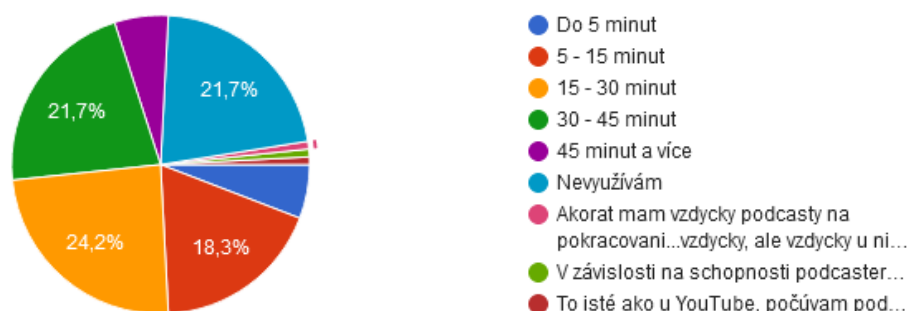 21,7%
21,7%
24,2%
18,3%
Do 5 minut
5 - 15 minut
15 - 30 minut
30 - 45 minut
45 minut a více
Nevyužívám
Akorat mam vzdycky podcasty na
pokracovani...vzdycky, ale vzdycky u ni...
V závislosti na schopnosti podcaster...
To isté ako u YouTube, počúvam pod...